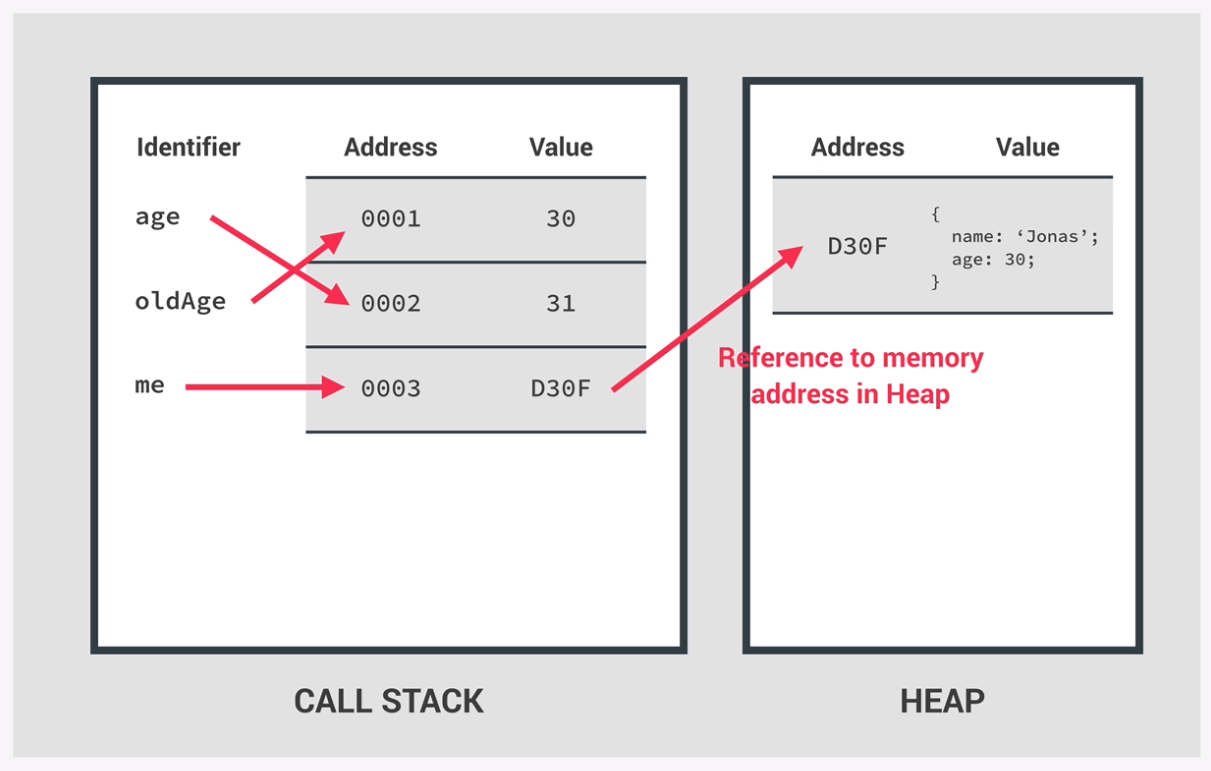 Identifier Address Value
age 0001 30
oldAge 0002 31
me 0003 D30F
CALL STACK
Address Value
D30F
{
name: ‘Jonas’;
age: 30;
}
Reference to memory
address in Heap
HEAP